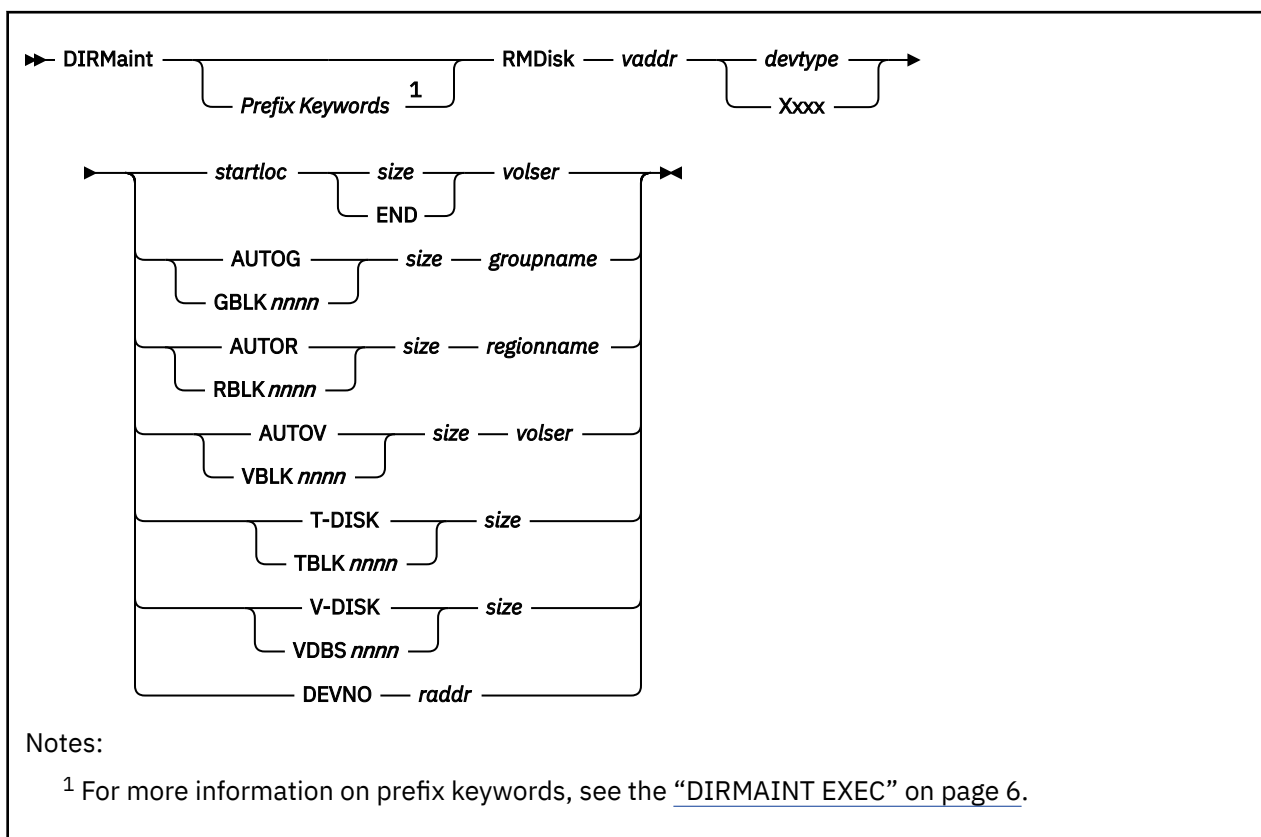 DIRMaint RMDisk vaddr devtype
Prefix Keywords 1 Xxxx
startloc size volser
END
AUTOG size groupname
GBLK nnnn
AUTOR size regionname
RBLK nnnn
AUTOV size volser
VBLK nnnn
T-DISK size
TBLK nnnn
V-DISK size
VDBS nnnn
DEVNO raddr
Notes:
1 For more information on prefix keywords, see the “DIRMAINT EXEC” on page 6.